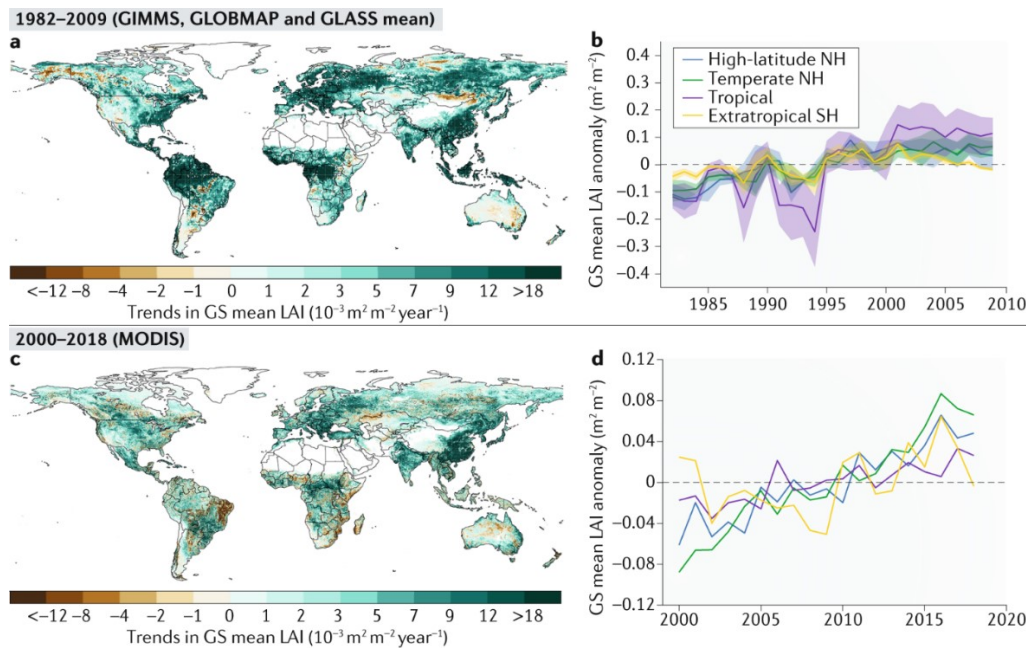 1982–2009 (GIMMS, GLOBMAP and GLASS mean)
a
<–12 –8 –4 –2 –1 0 1 2 3 5 7 9 12 >18
Trends in GS mean LAI (10⁻³ m² m⁻² year⁻¹)
b
GS mean LAI anomaly (m² m⁻²)
0.4
0.3
0.2
0.1
0
–0.1
–0.2
–0.3
–0.4
High-latitude NH
Temperate NH
Tropical
Extratropical SH
1985 1990 1995 2000 2005 2010
2000–2018 (MODIS)
c
<–12 –8 –4 –2 –1 0 1 2 3 5 7 9 12 >18
Trends in GS mean LAI (10⁻³ m² m⁻² year⁻¹)
d
GS mean LAI anomaly (m² m⁻²)
0.12
0.08
0.04
0
–0.04
–0.08
–0.12
2000 2005 2010 2015 2020